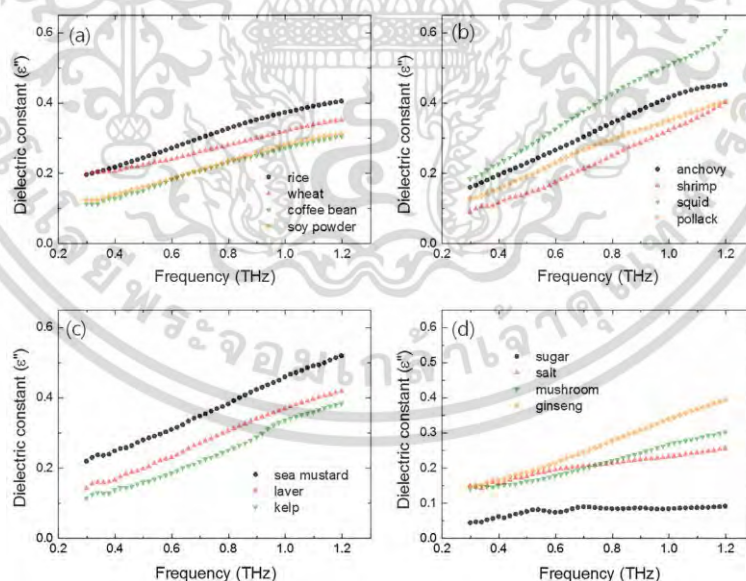 (a)
0.6
0.4
0.2
0.0
Dielectric constant (ε'')
rice
wheat
coffee bean
soy powder
0.2 0.4 0.6 0.8 1.0 1.2
Frequency (THz)
(b)
0.6
0.4
0.2
0.0
Dielectric constant (ε'')
anchovy
shrimp
squid
pollack
0.2 0.4 0.6 0.8 1.0 1.2
Frequency (THz)
(c)
0.6
0.4
0.2
0.0
Dielectric constant (ε'')
sea mustard
laver
kelp
0.2 0.4 0.6 0.8 1.0 1.2
Frequency (THz)
(d)
0.5
0.4
0.3
0.2
0.1
0.0
Dielectric constant (ε'')
sugar
salt
mushroom
ginseng
0.2 0.4 0.6 0.8 1.0 1.2
Frequency (THz)